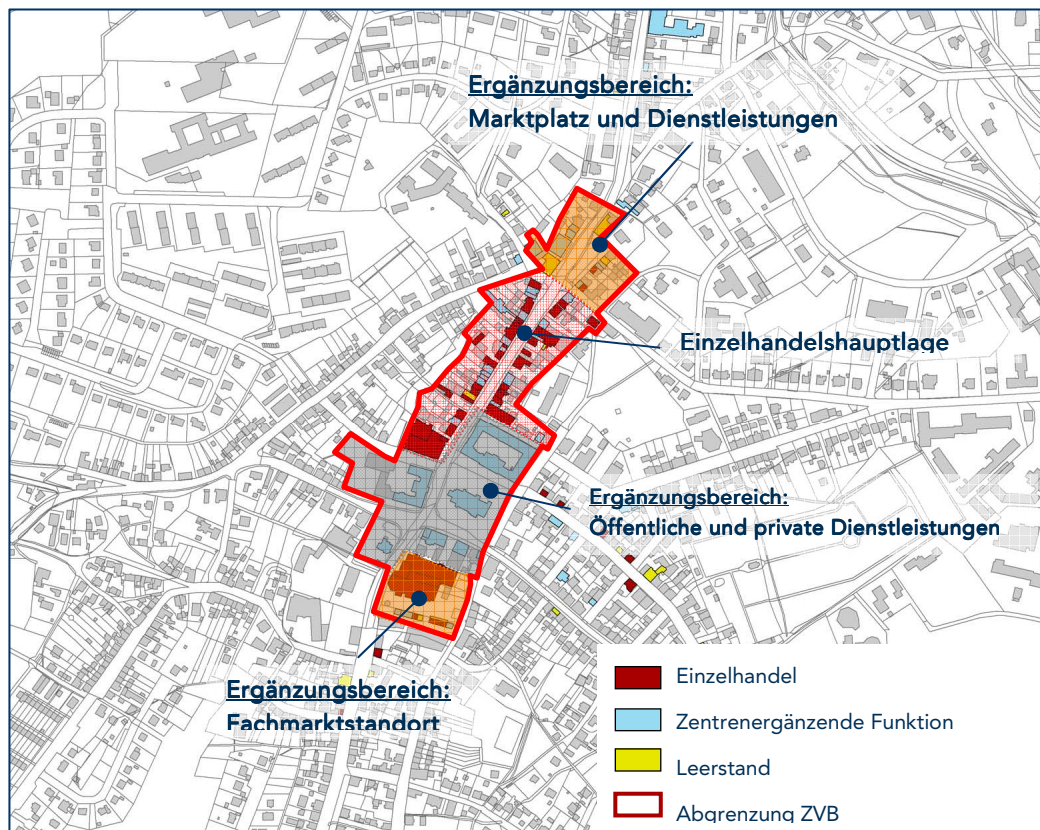 Ergänzungsbereich:
Marktplatz und Dienstleistungen
Einzelhandelshauptlage
Ergänzungsbereich:
Öffentliche und private Dienstleistungen
Ergänzungsbereich:
Fachmarktstandort
Einzelhandel
Zentrenergänzende Funktion
Leerstand
Abgrenzung ZVB